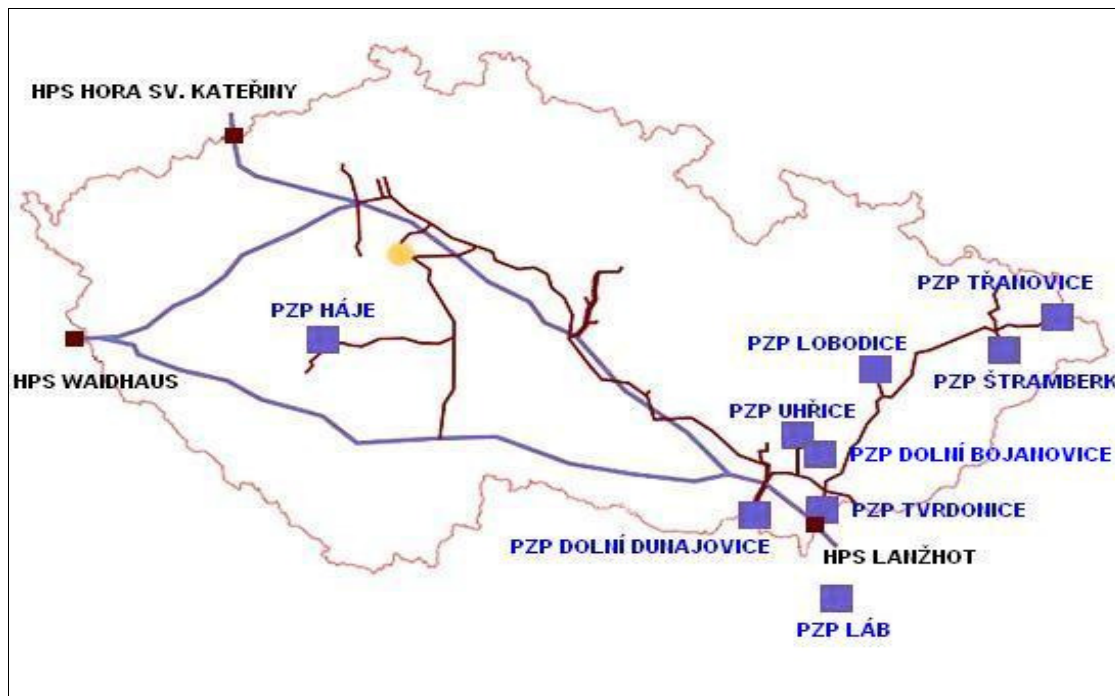 HPS HORA SV. KATEŘINY
PZP TŘANOVICE
PZP HÁJE
PZP LOBODICE
HPS WAIDHAUS
PZP ŠTRAMBERK
PZP UHŘICE
PZP DOLNÍ BOJANOVICE
PZP TVRDONICE
PZP DOLNÍ DUNAJOVICE
HPS LANŽHOT
PZP LÁB